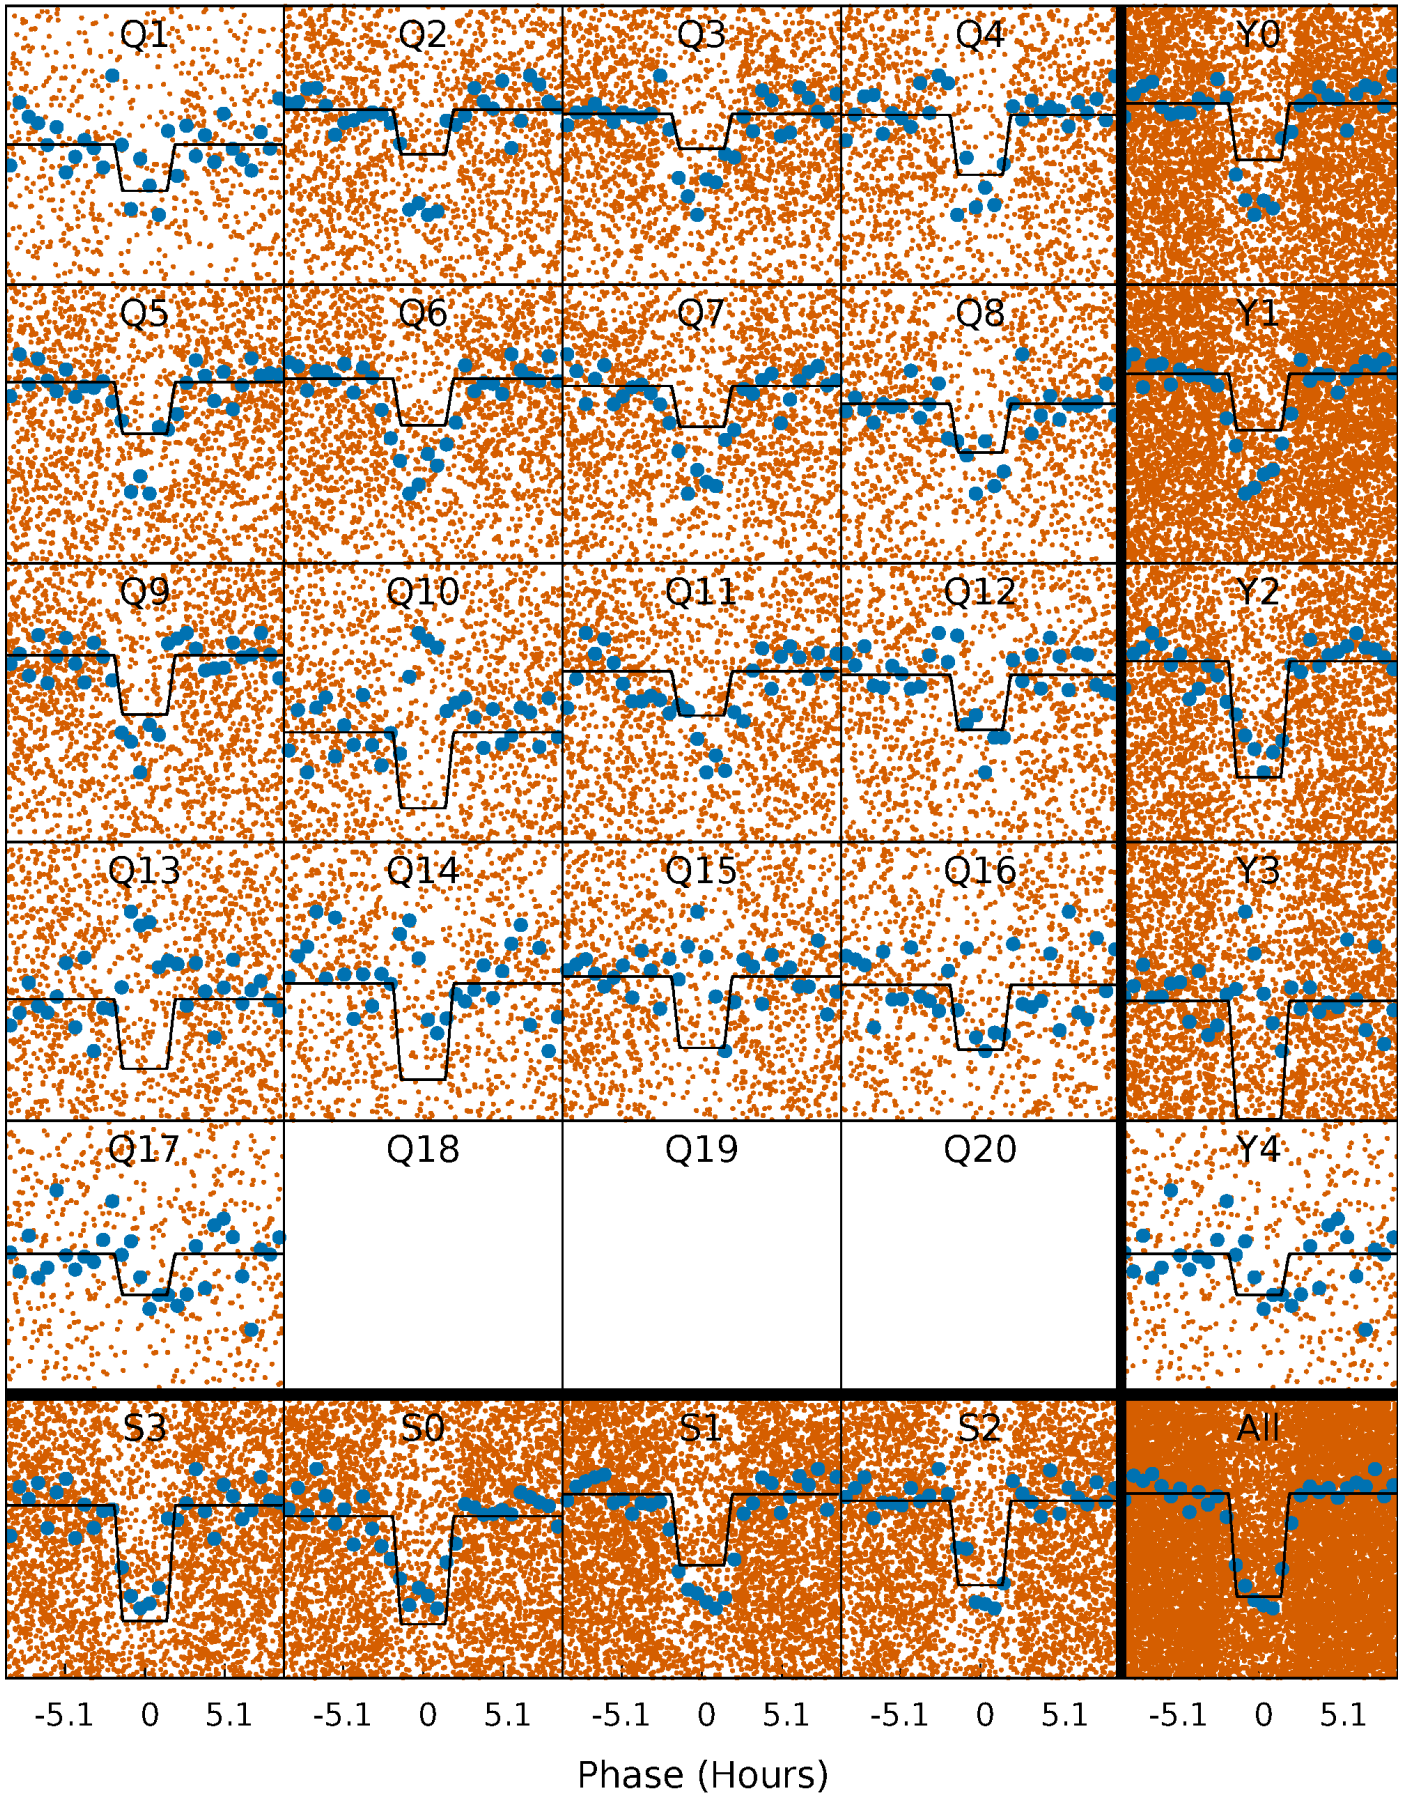 Q1 Q2 Q3 Q4 Y0
Q5 Q6 Q7 Q8 Y1
Q9 Q10 Q11 Q12 Y2
Q13 Q14 Q15 Q16 Y3
Q17 Q18 Q19 Q20 Y4
S3 S0 S1 S2 All
-5.1 0 5.1 -5.1 0 5.1 -5.1 0 5.1 -5.1 0 5.1 -5.1 0 5.1
Phase (Hours)